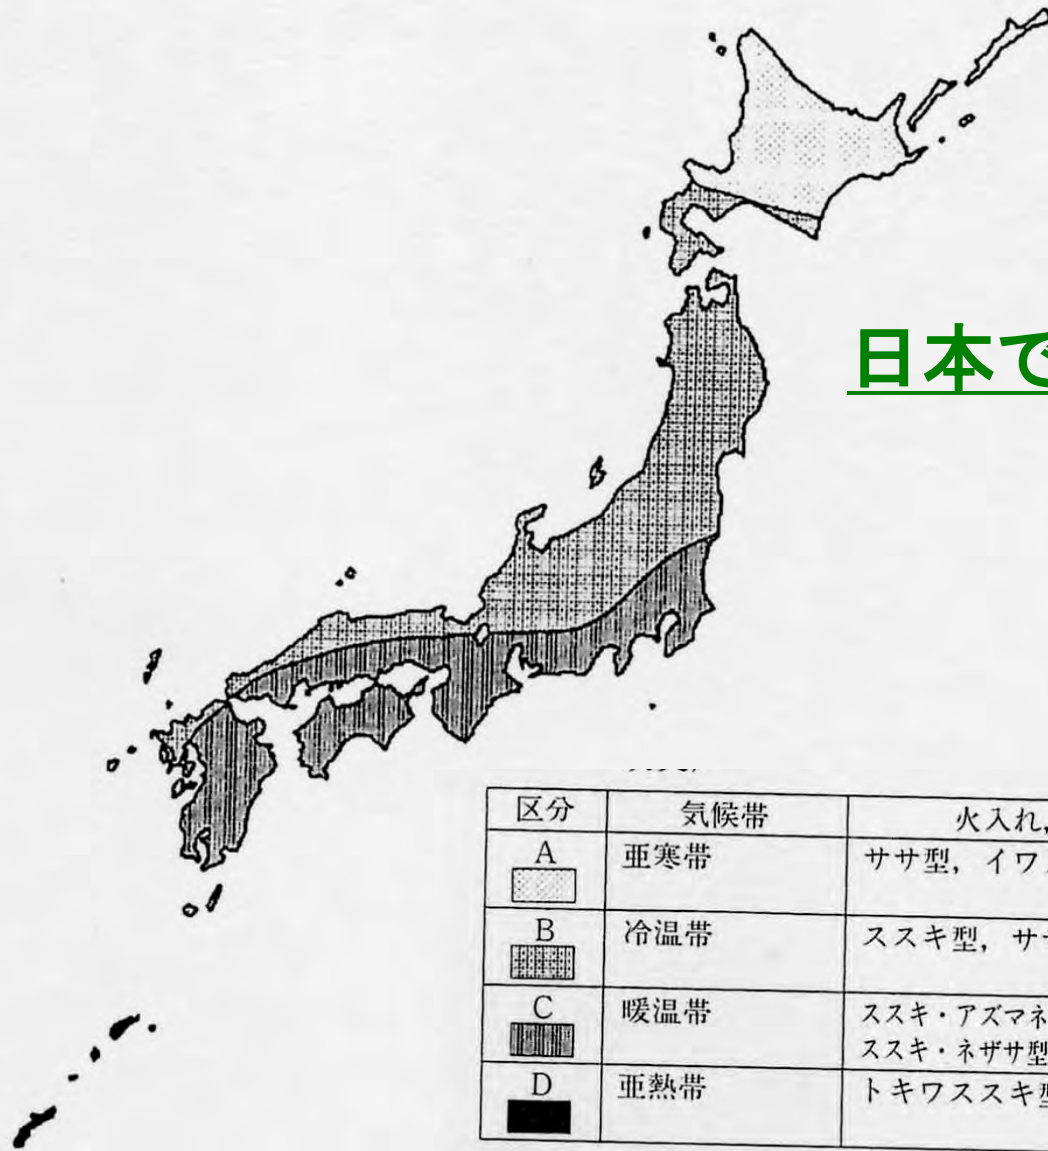 日本で
区分 気候帯 火入れ,
A 亜寒帯 ササ型, イワ
B 冷温帯 ススキ型, サ
C 暖温帯 ススキ・アズマネ
ススキ・ネザサ型
D 亜熱帯 トキワススキ型